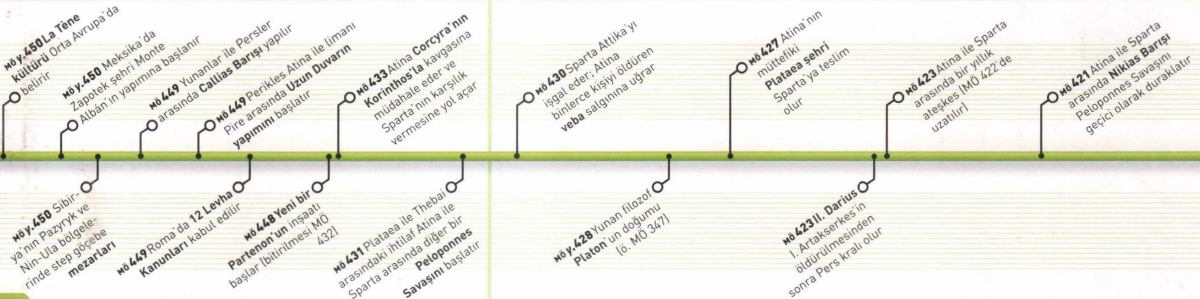 MÖ y.450 La Tène
kültürü Orta Avrupa'da
belirir
MÖ y.450 Meksika'da
Zapotek şehri Monte
Albán'ın yapımına başlanır
MÖ 449 Yunanlar ile Persler
arasında Callias Barışı yapılır
MÖ 449 Perikles Atina ile limanı
Pire arasında Uzun Duvarın
yapımını başlatır
MÖ 433 Atina Corcyra'nın
Korinthos'la kavgasına
müdahale eder ve
Sparta'nın karşılık
vermesine yol açar
MÖ 430 Sparta Attika'yı
işgal eder; Atina
binlerce kişiyi öldüren
veba salgınına uğrar
MÖ 427 Atina'nın
müttefiki
Plataea şehri
Sparta'ya teslim
olur
MÖ 423 Atina ile Sparta
arasında bir yıllık
ateşkes (MÖ 422'de
uzatılır)
MÖ 421 Atina ile Sparta
arasında Nikias Barışı
Peloponnes Savaşını
geçici olarak duraklatır
MÖ y.450 Sibir-
ya'nın Pazyryk ve
Nin-Ula bölgele-
rinde step göçebe
mezarları
MÖ 449 Roma'da 12 Levha
Kanunları kabul edilir
MÖ 448 Yeni bir
Partenon'un inşaatı
başlar (bitirilmesi MÖ
432)
MÖ 431 Plataea ile Thebai
arasındaki ihtilaf Atina ile
Sparta arasında diğer bir
Peloponnes
Savaşını başlatır
MÖ y.428 Yunan filozof
Platon'un doğumu
(ö. MÖ 347)
MÖ 423 II. Darius
I. Artakserkes'in
öldürülmesinden
sonra Pers kralı olur